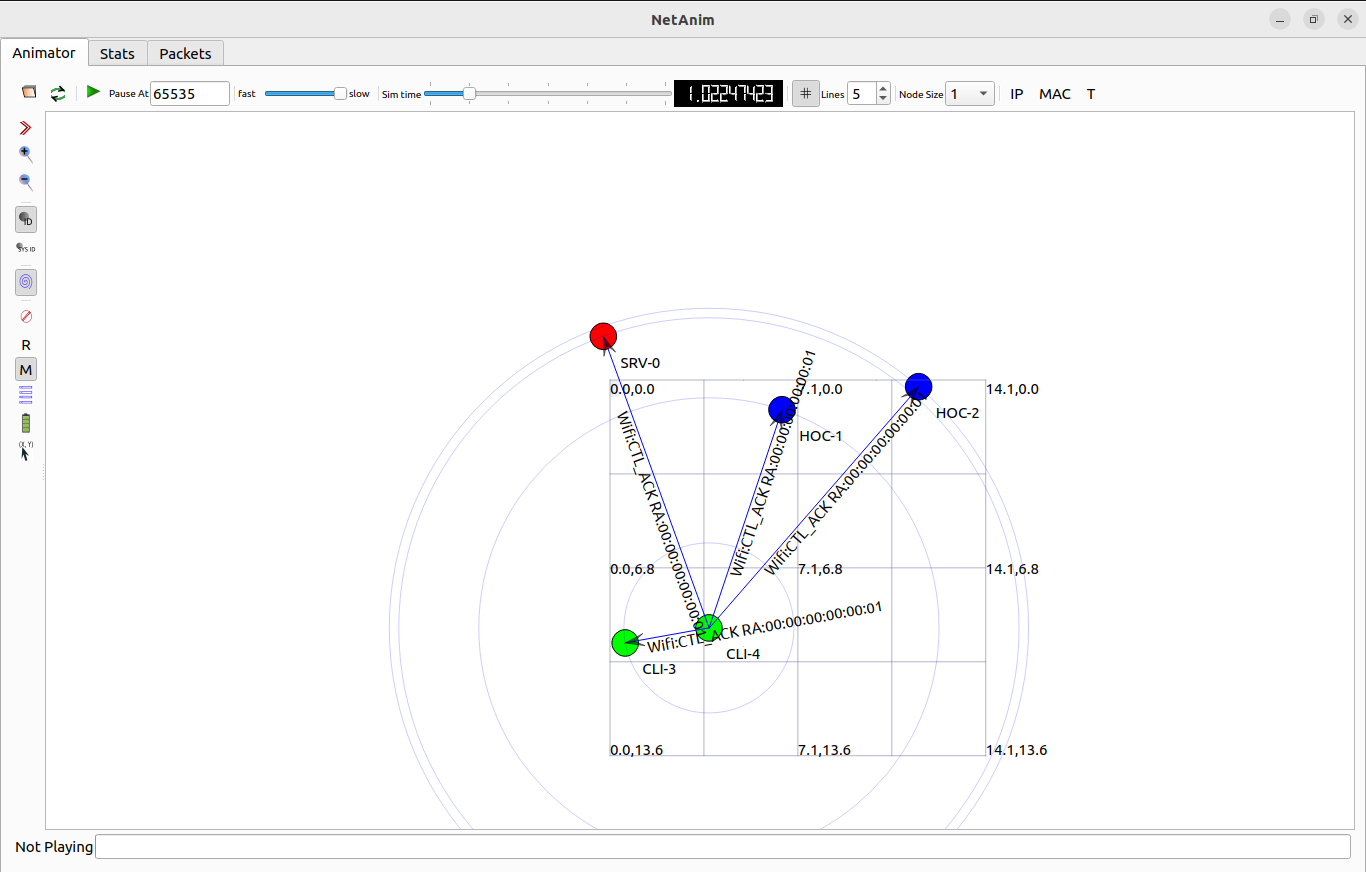 NetAnim
Animator Stats Packets
Pause At 65535 fast slow Sim time 1.02247423 Lines 5 Node Size 1 IP MAC T
ID
SYS ID
R
M
(X, Y)
SRV-0
0.0,0.0
7.1,0.0
14.1,0.0
HOC-1
HOC-2
Wifi:CTL_ACK RA:00:00:00:00:0
Wifi:CTL_ACK RA:00:00:00:00:00:01
Wifi:CTL_ACK RA:00:00:00:00:00:0
0.0,6.8
7.1,6.8
14.1,6.8
Wifi:CTL_ACK RA:00:00:00:00:00:01
CLI-4
CLI-3
0.0,13.6
7.1,13.6
14.1,13.6
Not Playing